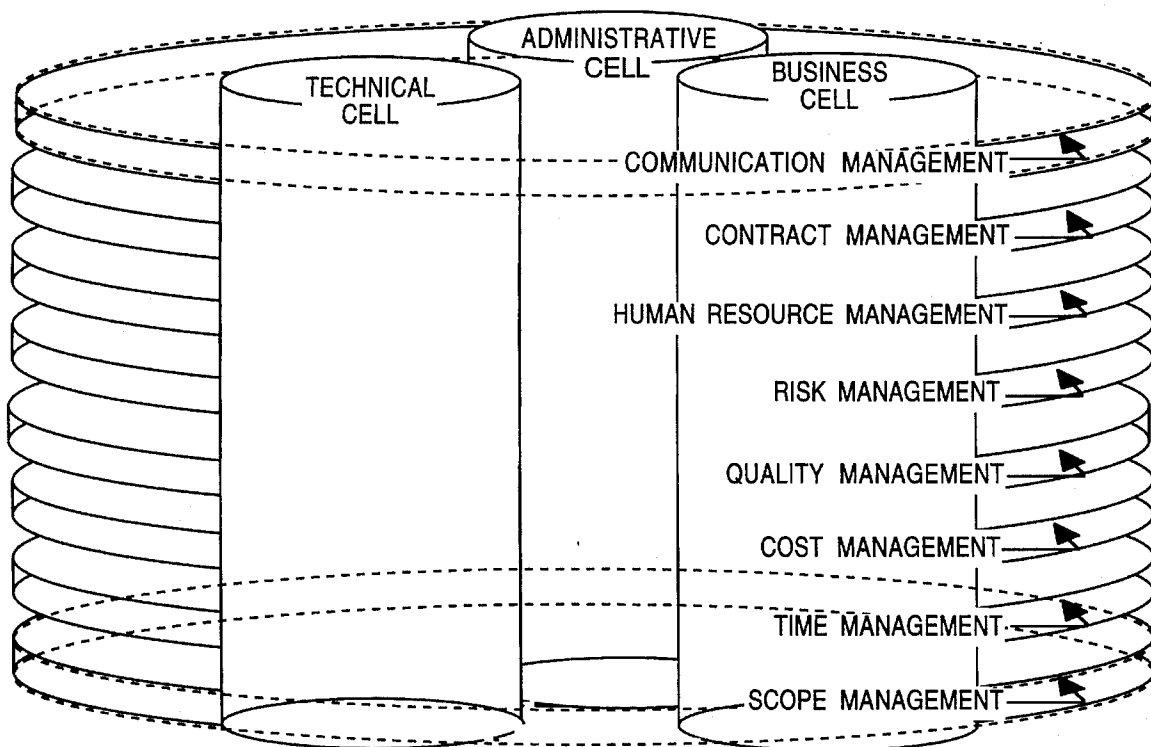 ADMINISTRATIVE
CELL
TECHNICAL
CELL
BUSINESS
CELL
COMMUNICATION MANAGEMENT
CONTRACT MANAGEMENT
HUMAN RESOURCE MANAGEMENT
RISK MANAGEMENT
QUALITY MANAGEMENT
COST MANAGEMENT
TIME MANAGEMENT
SCOPE MANAGEMENT